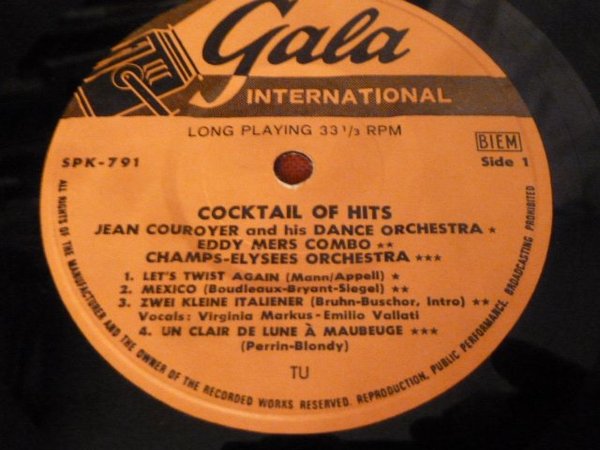 Gala
INTERNATIONAL
LONG PLAYING 33 1/3 RPM
BIEM
SPK-791
Side 1
COCKTAIL OF HITS
JEAN COUROYER and his DANCE ORCHESTRA *
EDDY MERS COMBO **
CHAMPS-ELYSEES ORCHESTRA ***
1. LET'S TWIST AGAIN (Mann/Appell) *
2. MEXICO (Boudleaux-Bryant-Siegel) **
3. ZWEI KLEINE ITALIENER (Bruhn-Buschor, Intro) **
Vocals: Virginia Markus - Emilio Vallati
4. UN CLAIR DE LUNE À MAUBEUGE ***
(Perrin-Blondy)
TU
ALL RIGHTS OF THE MANUFACTURER AND OF THE OWNER OF THE RECORDED WORKS RESERVED. REPRODUCTION, PUBLIC PERFORMANCE, BROADCASTING PROHIBITED